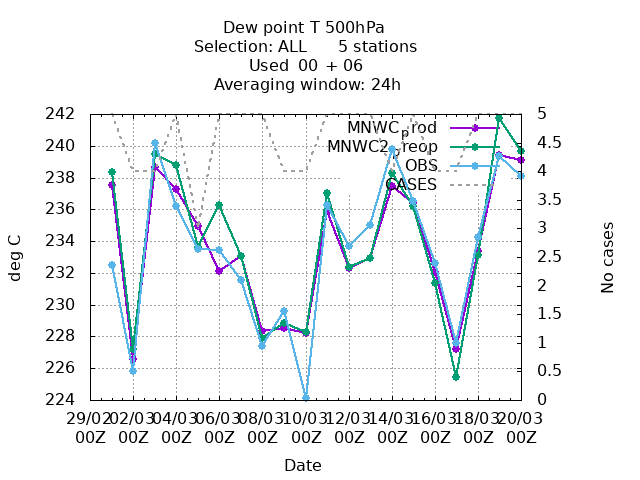 Dew point T 500hPa
Selection: ALL 5 stations
Used 00 + 06
Averaging window: 24h
242 5
MNWC_prod
240 4.5
MNWC2_preop
OBS
238 4
CASES
236 3.5
234 3
232 2.5
230 2
228 1.5
226 1
224 0.5
0
deg C
No cases
29/02 02/03 04/03 06/03 08/03 10/03 12/03 14/03 16/03 18/03 20/03
00Z 00Z 00Z 00Z 00Z 00Z 00Z 00Z 00Z 00Z 00Z
Date